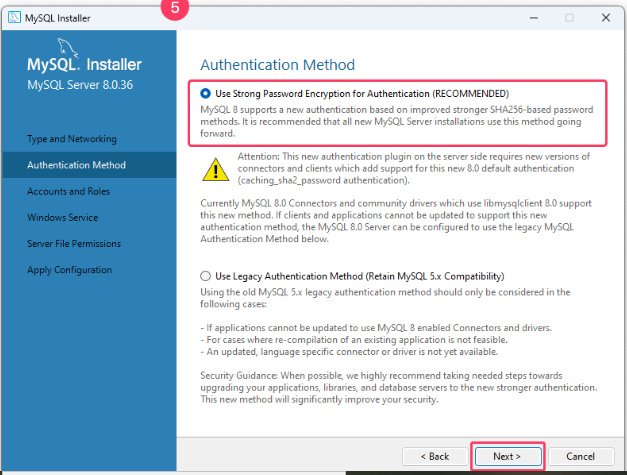 5
MySQL Installer
MySQL. Installer
MySQL Server 8.0.36
Type and Networking
Authentication Method
Accounts and Roles
Windows Service
Server File Permissions
Apply Configuration
Authentication Method
Use Strong Password Encryption for Authentication (RECOMMENDED)
MySQL 8 supports a new authentication based on improved stronger SHA256-based password
methods. It is recommended that all new MySQL Server installations use this method going
forward.
Attention: This new authentication plugin on the server side requires new versions of
connectors and clients which add support for this new 8.0 default authentication
(caching_sha2_password authentication).
Currently MySQL 8.0 Connectors and community drivers which use libmysqlclient 8.0 support
this new method. If clients and applications cannot be updated to support this new
authentication method, the MySQL 8.0 Server can be configured to use the legacy MySQL
Authentication Method below.
Use Legacy Authentication Method (Retain MySQL 5.x Compatibility)
Using the old MySQL 5.x legacy authentication method should only be considered in the
following cases:
- If applications cannot be updated to use MySQL 8 enabled Connectors and drivers.
- For cases where re-compilation of an existing application is not feasible.
- An updated, language specific connector or driver is not yet available.
Security Guidance: When possible, we highly recommend taking needed steps towards
upgrading your applications, libraries, and database servers to the new stronger authentication.
This new method will significantly improve your security.
< Back
Next >
Cancel